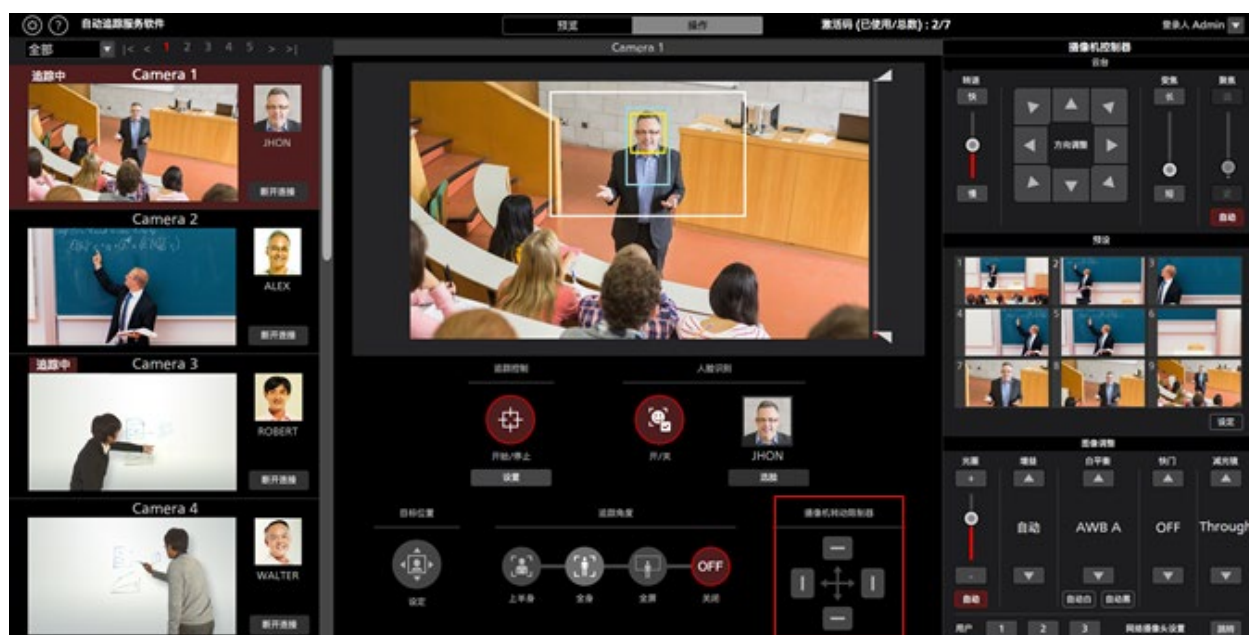 自动追踪服务软件
预览
操作
激活码 (已使用/总数) : 2/7
登录人 Admin
全部
|< < 1 2 3 4 5 > >|
追踪中
Camera 1
JHON
断开连接
Camera 2
ALEX
断开连接
追踪中
Camera 3
ROBERT
断开连接
Camera 4
WALTER
断开连接
Camera 1
追踪控制
开始/停止
设置
人脸识别
开/关
JHON
选脸
目标位置
设定
追踪角度
上半身
全身
全景
OFF
关闭
摄像机转动限制器
摄像机控制器
云台
转速
快
慢
方向调整
变焦
长
短
聚焦
远
近
自动
预设
1
2
3
4
5
6
7
8
9
设定
图像调整
光圈
+
-
自动
增益
自动
白平衡
AWB A
自动白
自动黑
快门
OFF
减光镜
Through
用户
1
2
3
网络摄像头设置
跳转